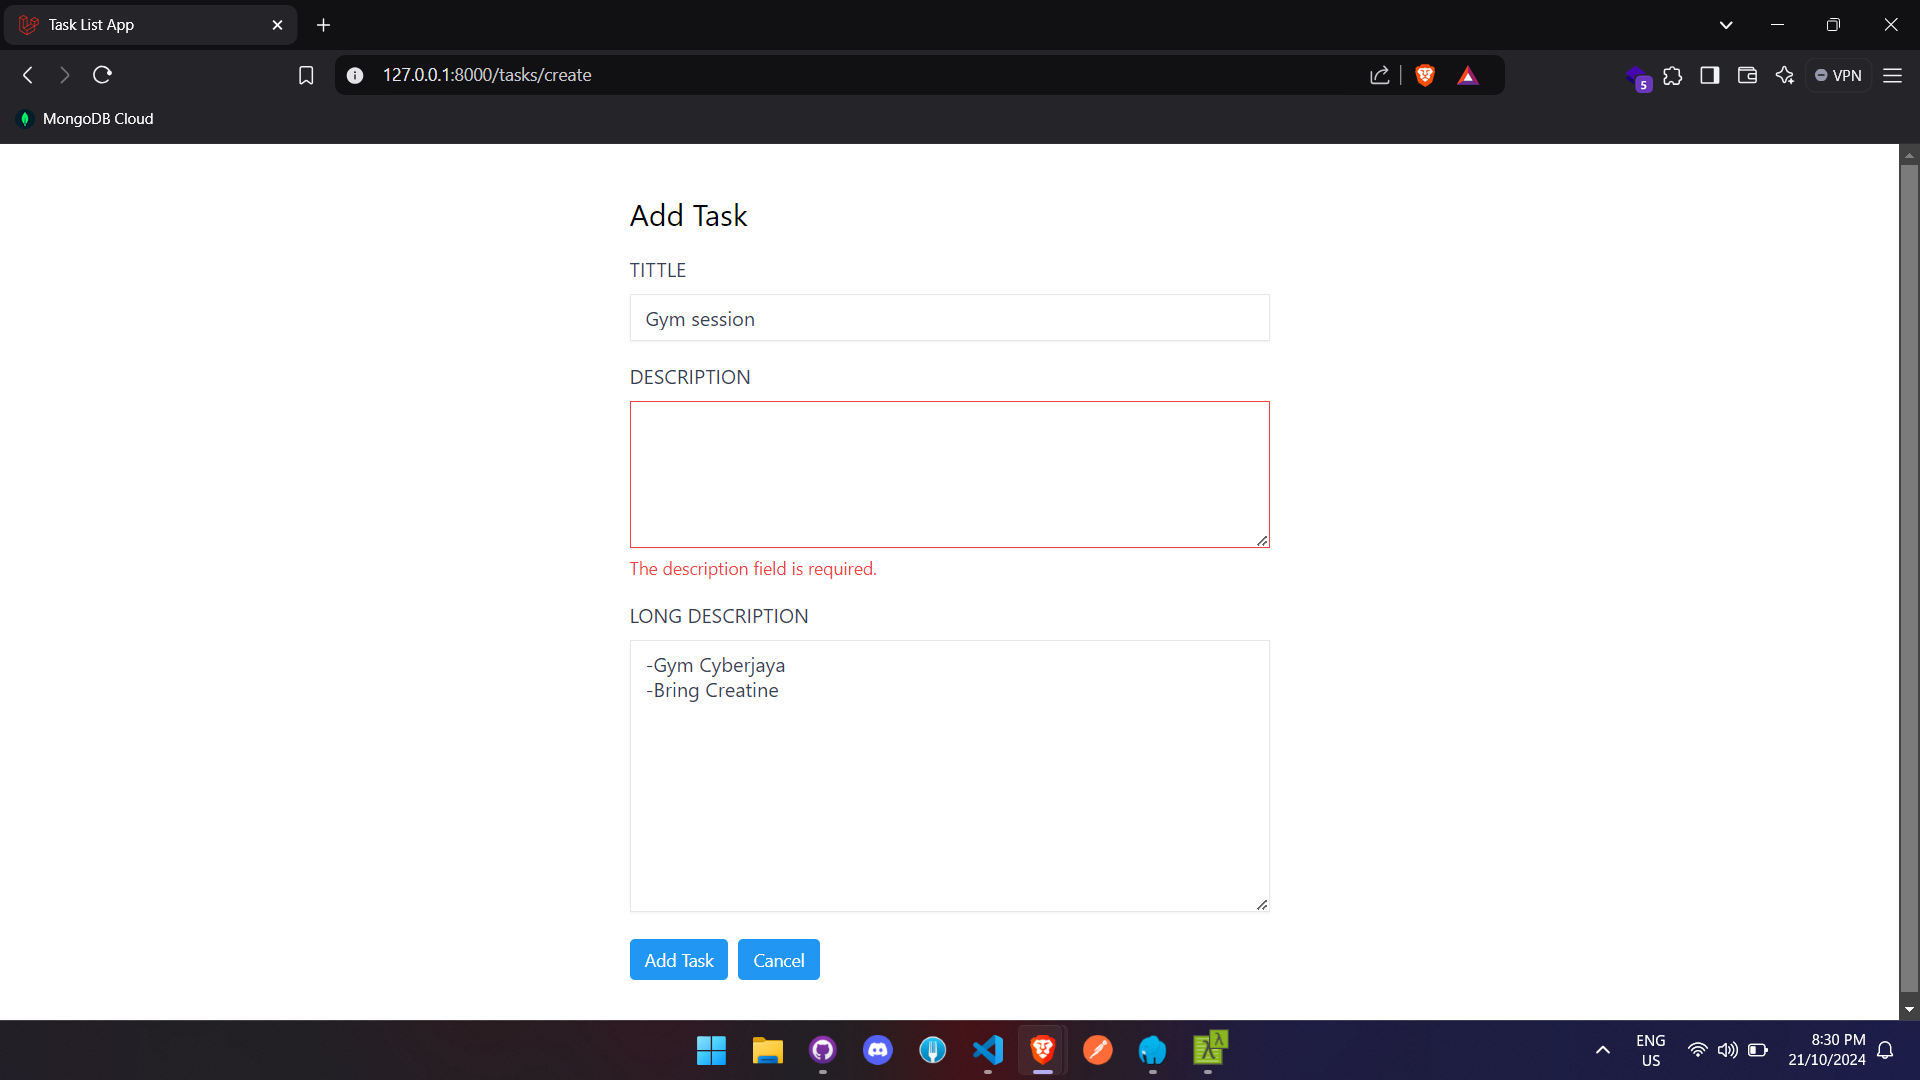 Task List App
127.0.0.1:8000/tasks/create
5
VPN
MongoDB Cloud
Add Task
TITTLE
Gym session
DESCRIPTION
The description field is required.
LONG DESCRIPTION
-Gym Cyberjaya
-Bring Creatine
Add Task
Cancel
ENG
US
8:30 PM
21/10/2024